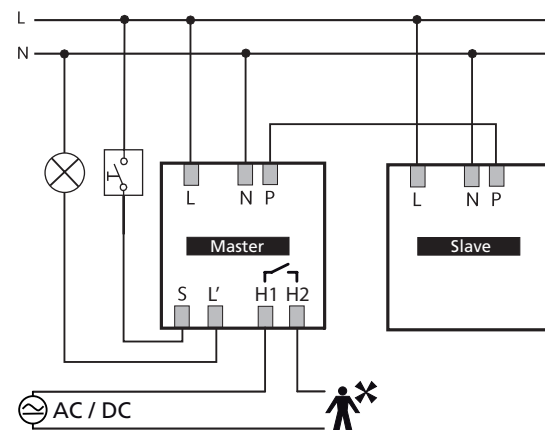 L
N
L N P
L N P
Master
Slave
S L' H1 H2
AC / DC